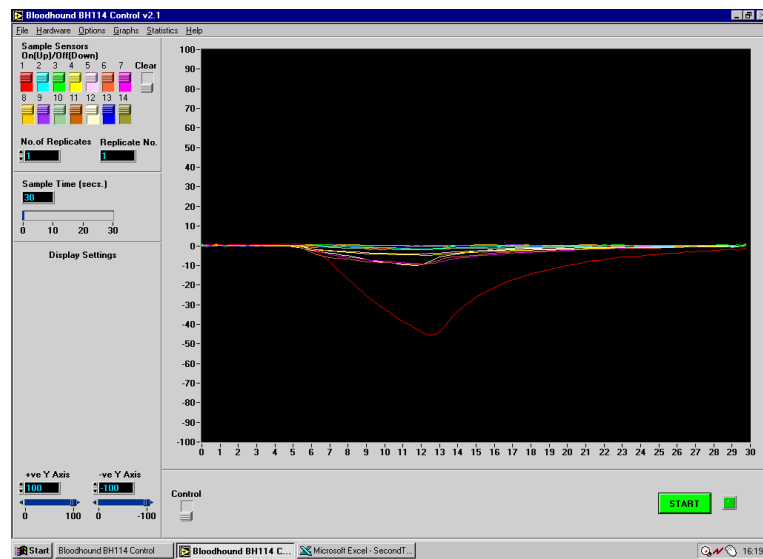 Bloodhound BH114 Control v2.1
File Hardware Options Graphs Statistics Help
Sample Sensors
On(Up)/Off(Down)
1 2 3 4 5 6 7 Clear
8 9 10 11 12 13 14
No.of Replicates Replicate No.
1 1
Sample Time (secs.)
30
0 10 20 30
Display Settings
+ve Y Axis -ve Y Axis
100 -100
0 100 0 -100
100
90
80
70
60
50
40
30
20
10
0
-10
-20
-30
-40
-50
-60
-70
-80
-90
-100
0 1 2 3 4 5 6 7 8 9 10 11 12 13 14 15 16 17 18 19 20 21 22 23 24 25 26 27 28 29 30
Control
START
Start Bloodhound BH114 Control Bloodhound BH114 C... Microsoft Excel - SecondT... 16:19